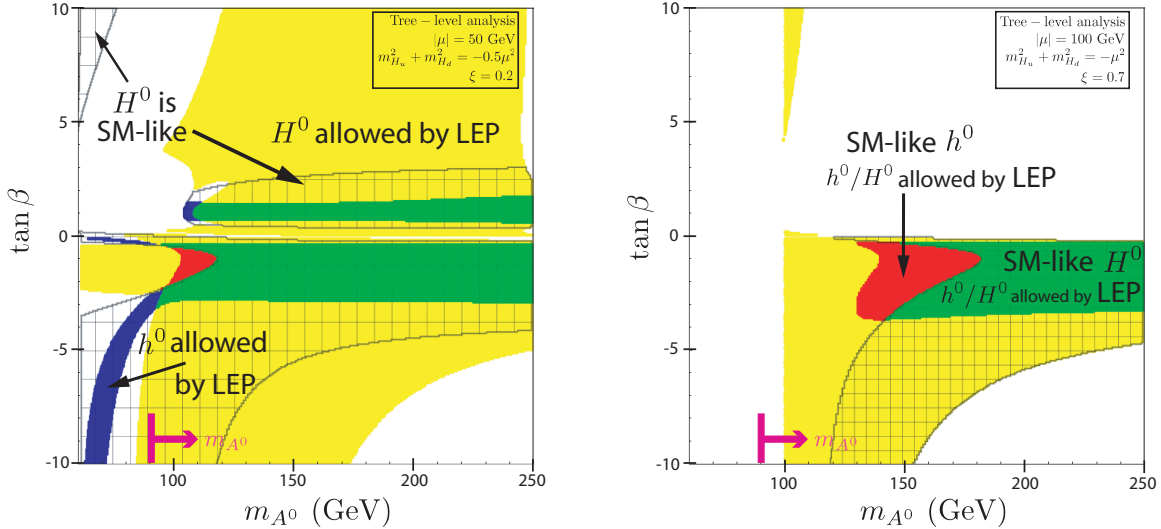 10
5
0
-5
-10
tan β
Tree – level analysis
|μ| = 50 GeV
m²_{H_u} + m²_{H_d} = −0.5μ²
ξ = 0.2
H⁰ is
SM-like
H⁰ allowed by LEP
h⁰ allowed
by LEP
m_{A⁰}
100
150
200
250
m_{A⁰} (GeV)
10
5
0
-5
-10
tan β
Tree – level analysis
|μ| = 100 GeV
m²_{H_u} + m²_{H_d} = −μ²
ξ = 0.7
SM-like h⁰
h⁰/H⁰ allowed by LEP
SM-like H⁰
h⁰/H⁰ allowed by LEP
m_{A⁰}
100
150
200
250
m_{A⁰} (GeV)